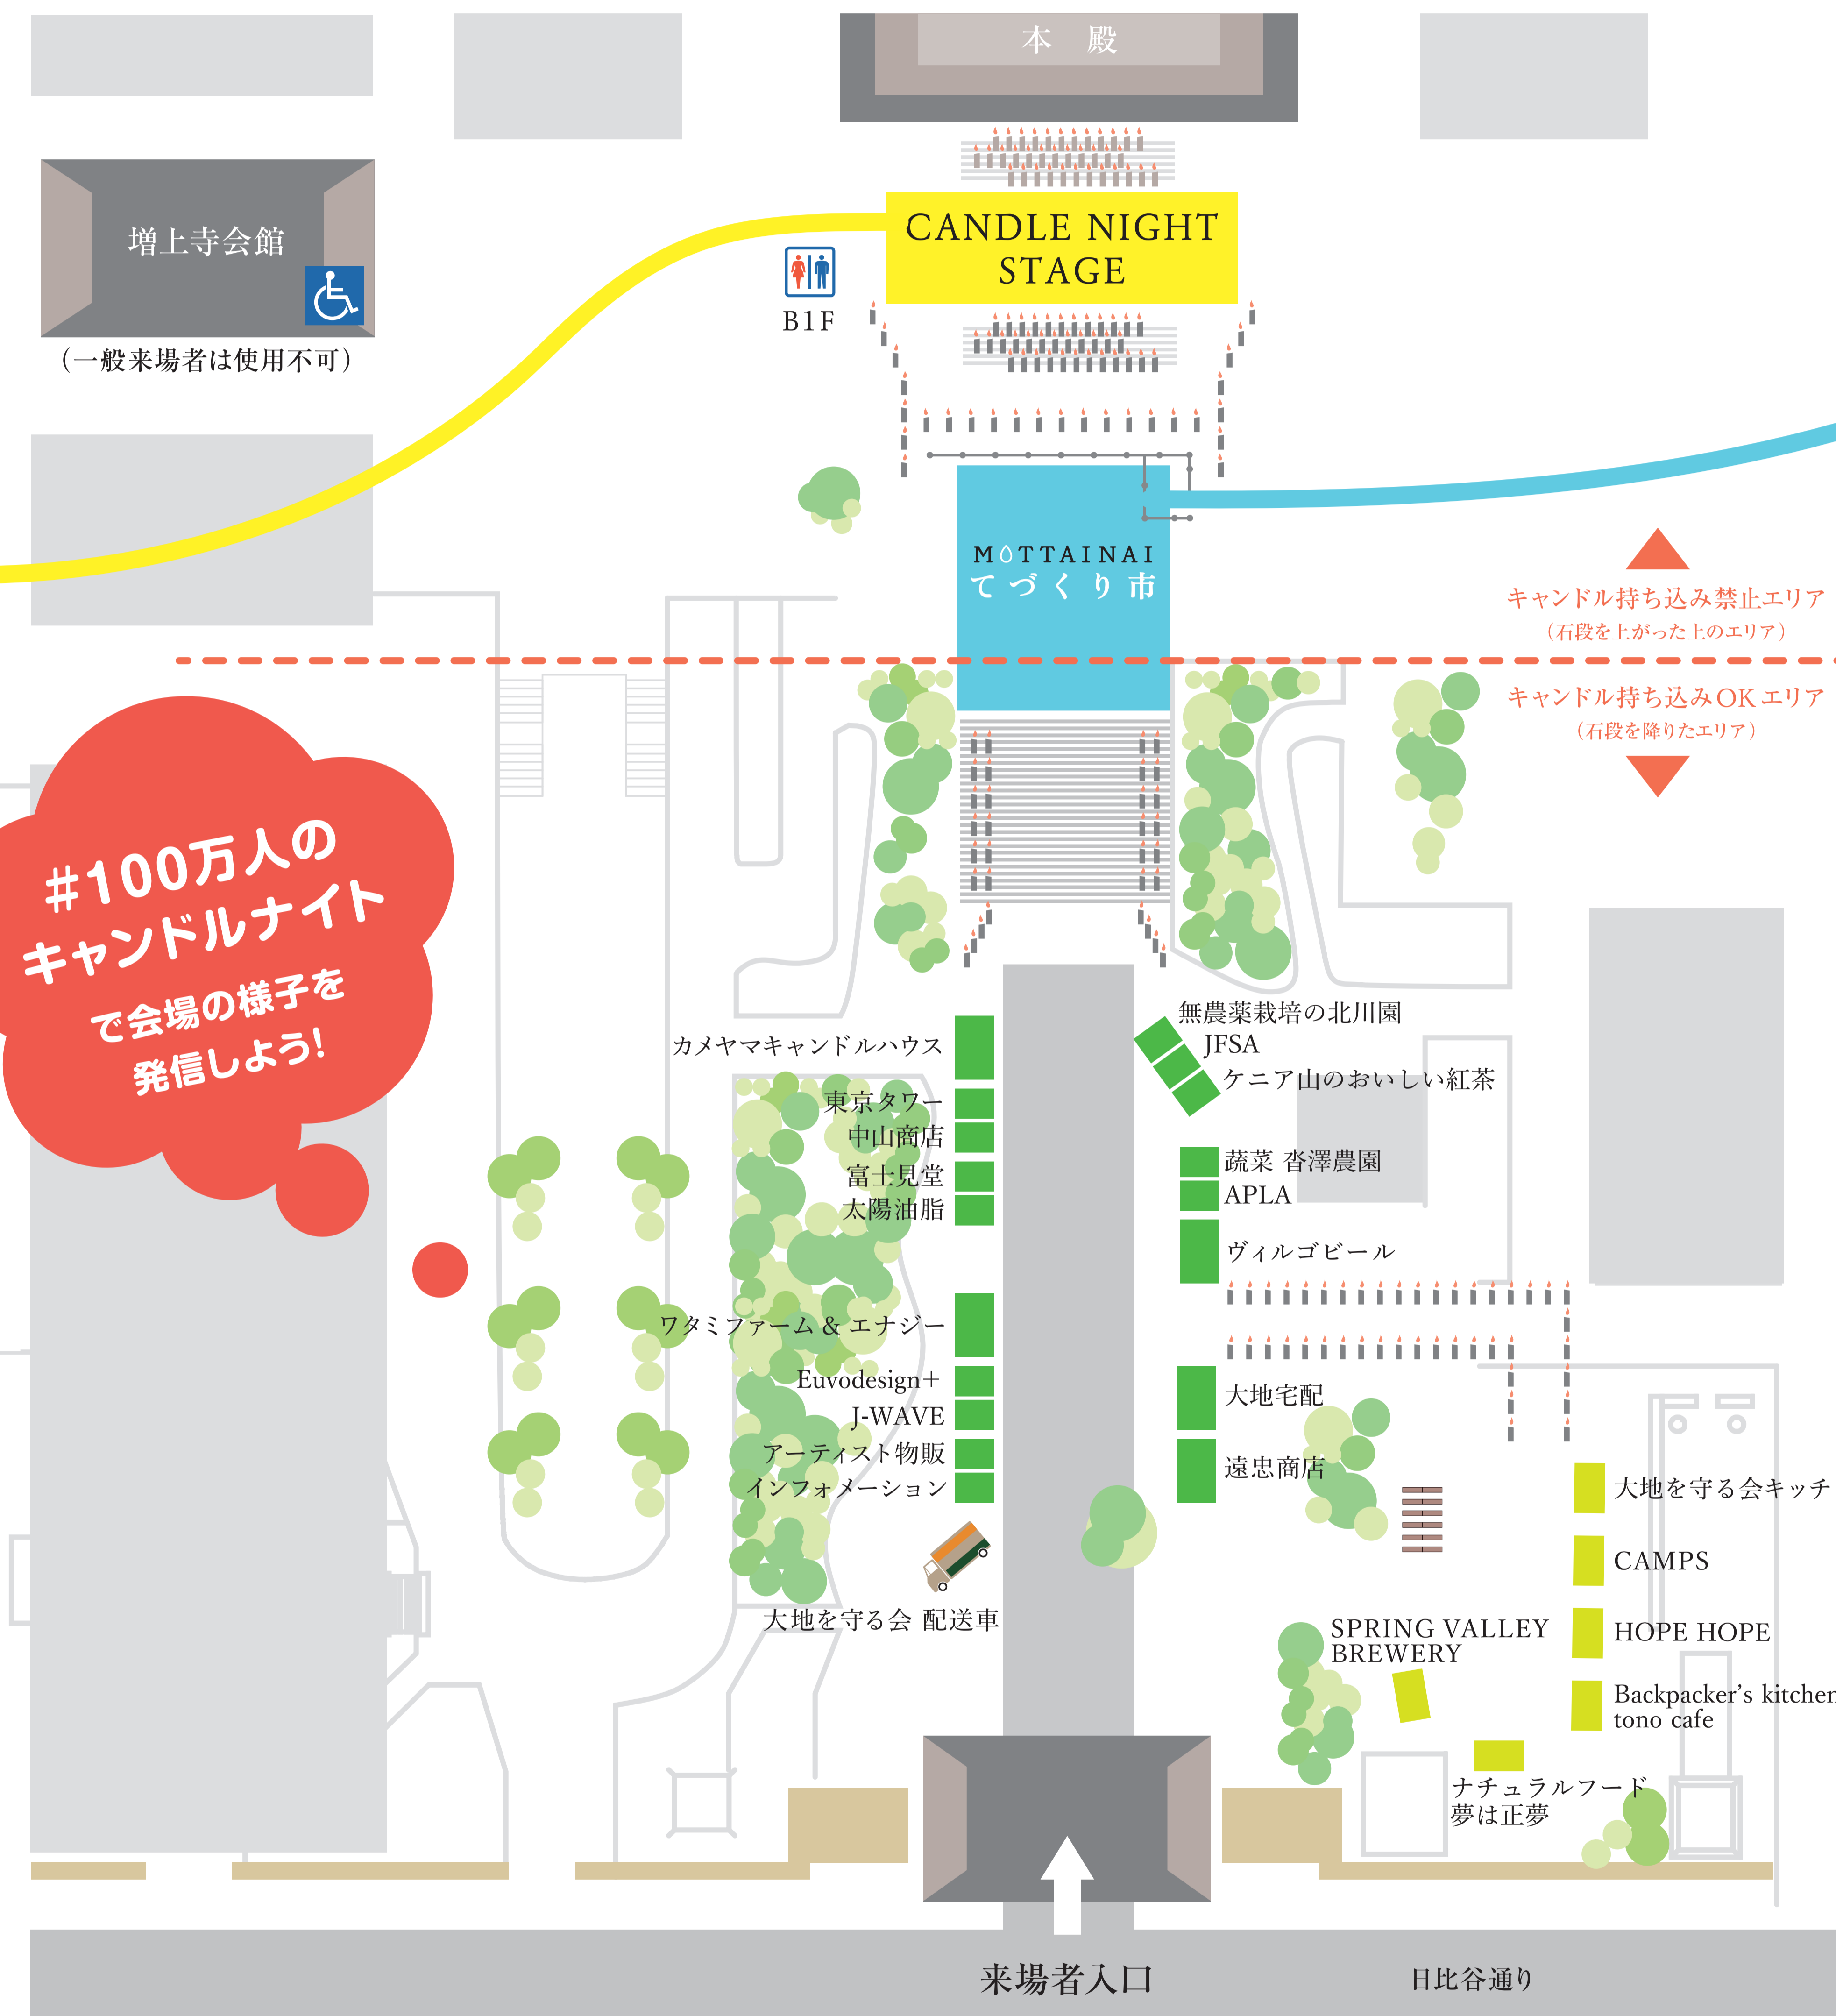 本 殿
増上寺会館
(一般来場者は使用不可)
B1F
CANDLE NIGHT
STAGE
MOTTAINAI
てづくり市
キャンドル持ち込み禁止エリア
(石段を上がった上のエリア)
キャンドル持ち込みOKエリア
(石段を降りたエリア)
#100万人の
キャンドルナイト
で会場の様子を
発信しよう!
カメヤマキャンドルハウス
東京タワー
中山商店
富士見堂
太陽油脂
ワタミファーム & エナジー
Euvodesign+
J-WAVE
アーティスト物販
インフォメーション
大地を守る会 配送車
無農薬栽培の北川園
JFSA
ケニア山のおいしい紅茶
蔬菜 沓澤農園
APLA
ヴィルゴビール
大地宅配
遠忠商店
大地を守る会キッチ
CAMPS
HOPE HOPE
Backpacker's kitchen
tono cafe
SPRING VALLEY
BREWERY
ナチュラルフード
夢は正夢
来場者入口
日比谷通り